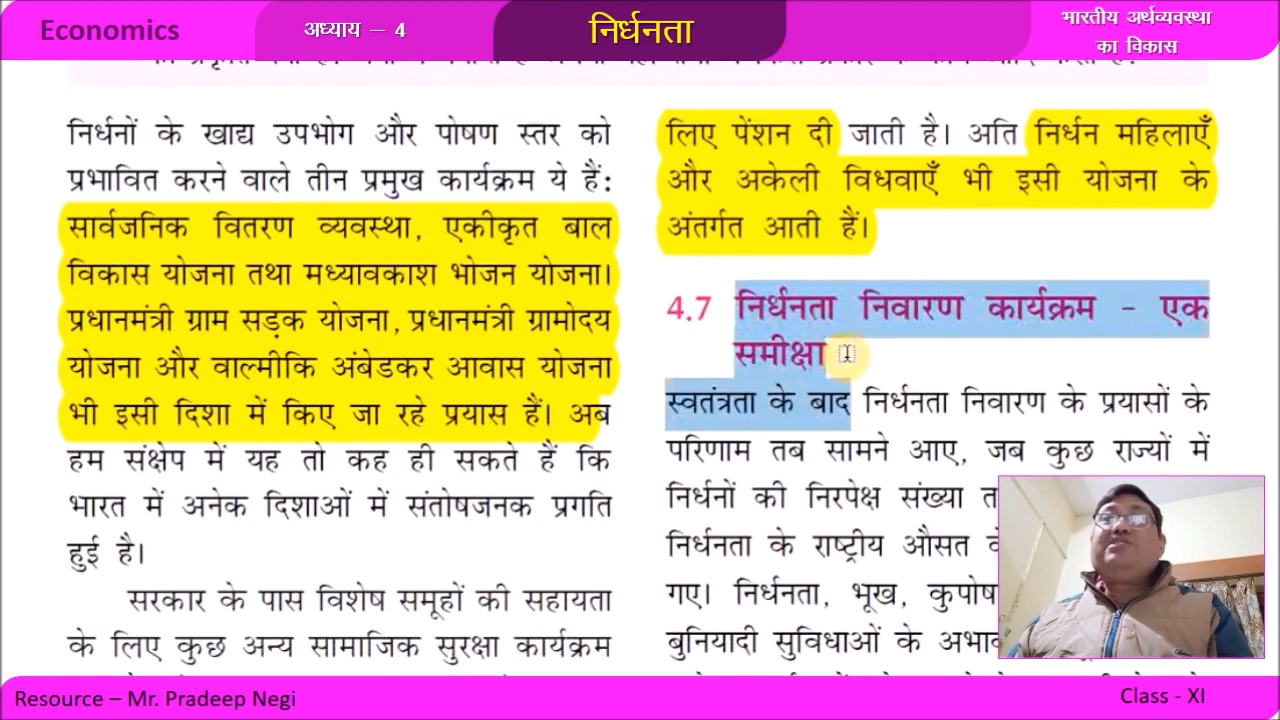 Economics
अध्याय – 4
निर्धनता
भारतीय अर्थव्यवस्था
का विकास
निर्धनों के खाद्य उपभोग और पोषण स्तर को
प्रभावित करने वाले तीन प्रमुख कार्यक्रम ये हैं:
सार्वजनिक वितरण व्यवस्था, एकीकृत बाल
विकास योजना तथा मध्यावकाश भोजन योजना।
प्रधानमंत्री ग्राम सड़क योजना, प्रधानमंत्री ग्रामोदय
योजना और वाल्मीकि अंबेडकर आवास योजना
भी इसी दिशा में किए जा रहे प्रयास हैं। अब
हम संक्षेप में यह तो कह ही सकते हैं कि
भारत में अनेक दिशाओं में संतोषजनक प्रगति
हुई है।
सरकार के पास विशेष समूहों की सहायता
के लिए कुछ अन्य सामाजिक सुरक्षा कार्यक्रम
लिए पेंशन दी जाती है। अति निर्धन महिलाएँ
और अकेली विधवाएँ भी इसी योजना के
अंतर्गत आती हैं।
4.7 निर्धनता निवारण कार्यक्रम - एक
समीक्षा
स्वतंत्रता के बाद निर्धनता निवारण के प्रयासों के
परिणाम तब सामने आए, जब कुछ राज्यों में
निर्धनों की निरपेक्ष संख्या
निर्धनता के राष्ट्रीय औसत
गए। निर्धनता, भूख,
बुनियादी सुविधाओं के
Resource – Mr. Pradeep Negi
Class - XI